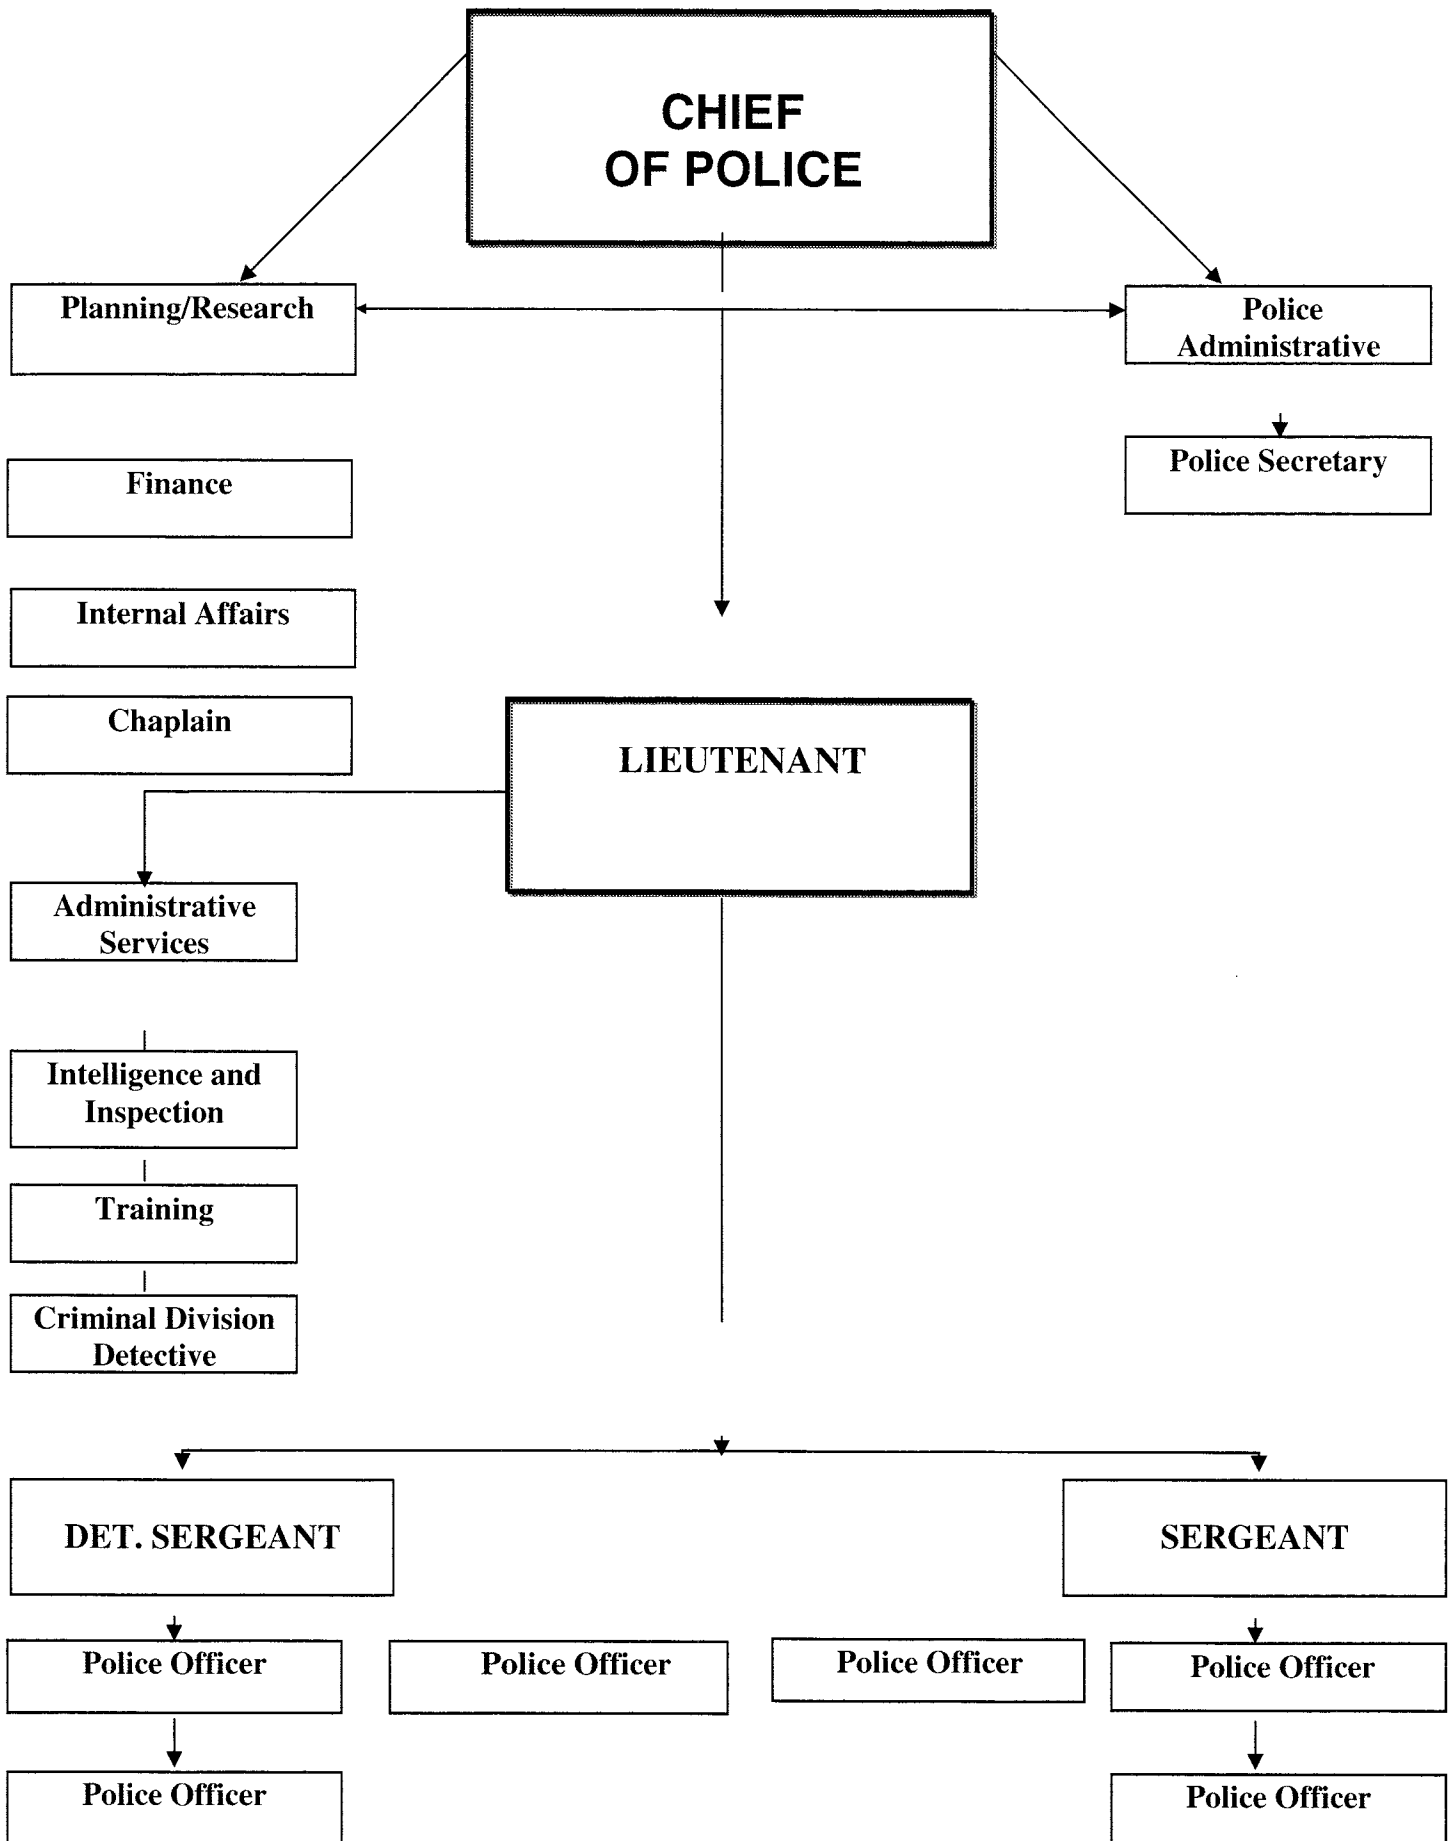 CHIEF
OF POLICE
Planning/Research
Police
Administrative
Finance
Police Secretary
Internal Affairs
Chaplain
LIEUTENANT
Administrative
Services
Intelligence and
Inspection
Training
Criminal Division
Detective
DET. SERGEANT
SERGEANT
Police Officer
Police Officer
Police Officer
Police Officer
Police Officer
Police Officer